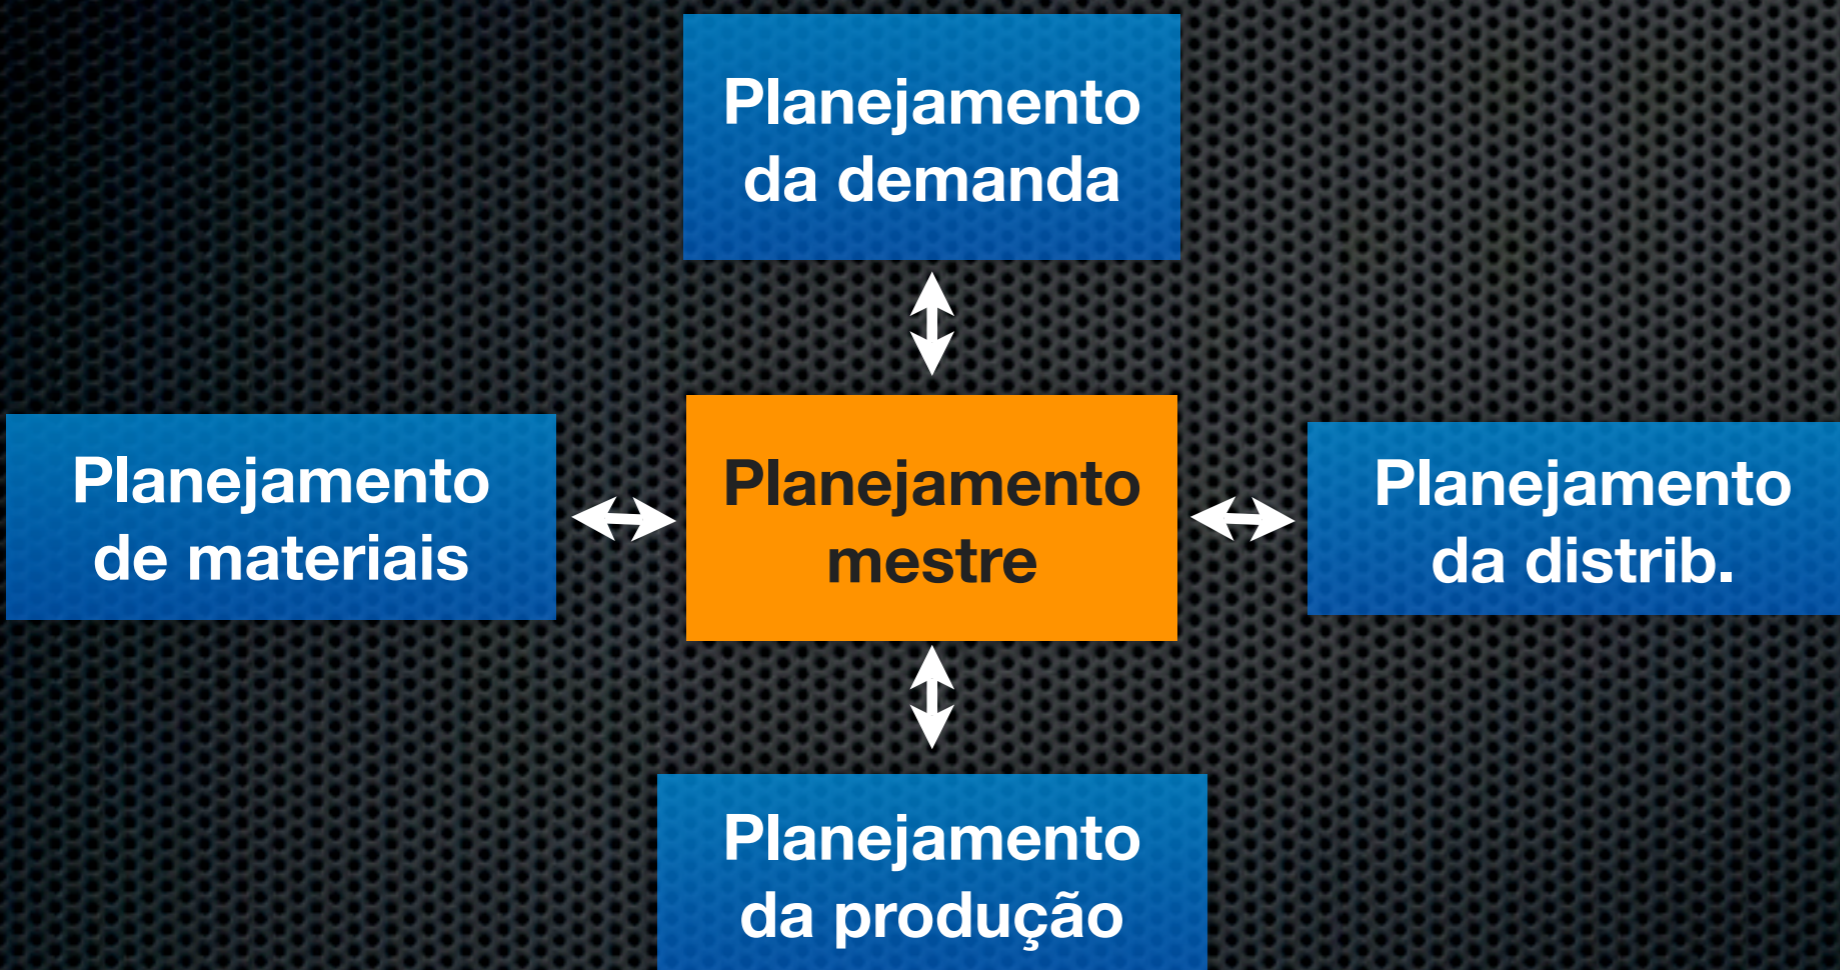 Planejamento
da demanda
Planejamento
de materiais
Planejamento
mestre
Planejamento
da distrib.
Planejamento
da produção